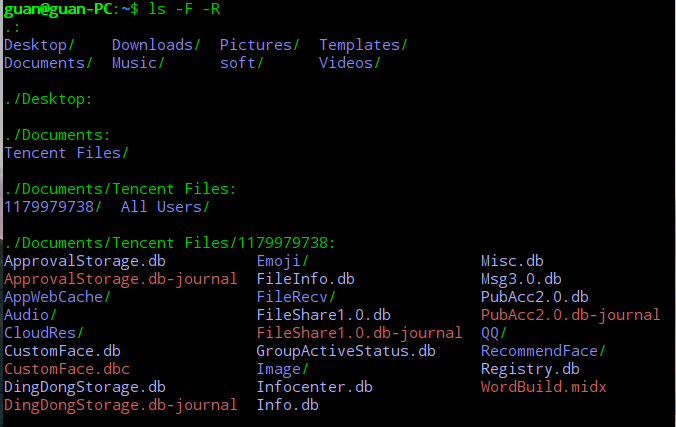 guan@guan-PC:~$ ls -F -R
.:
Desktop/ Downloads/ Pictures/ Templates/
Documents/ Music/ soft/ Videos/
./Desktop:
./Documents:
Tencent Files/
./Documents/Tencent Files:
1179979738/ All Users/
./Documents/Tencent Files/1179979738:
ApprovalStorage.db Emoji/ Misc.db
ApprovalStorage.db-journal FileInfo.db Msg3.0.db
AppWebCache/ FileRecv/ PubAcc2.0.db
Audio/ FileShare1.0.db PubAcc2.0.db-journal
CloudRes/ FileShare1.0.db-journal QQ/
CustomFace.db GroupActiveStatus.db RecommendFace/
CustomFace.dbc Image/ Registry.db
DingDongStorage.db Infocenter.db WordBuild.midx
DingDongStorage.db-journal Info.db